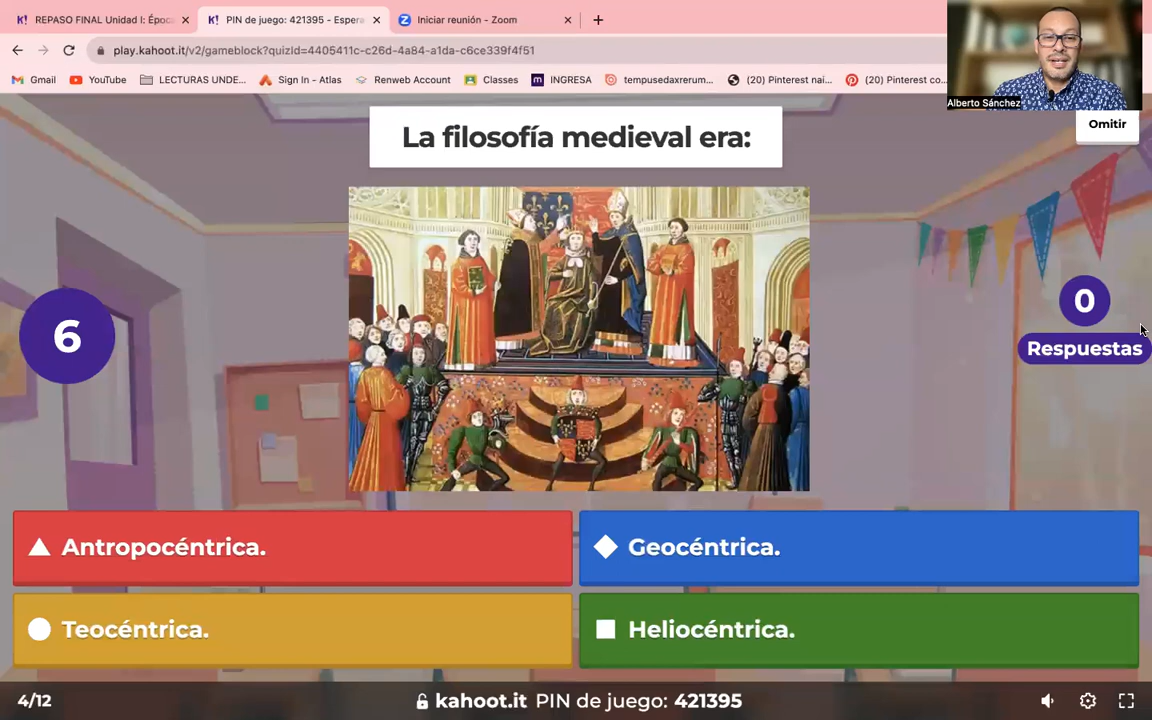 REPASO FINAL Unidad I: Époc
PIN de juego: 421395 - Espera
Iniciar reunión - Zoom
play.kahoot.it/v2/gameblock?quizId=4405411c-c26d-4a84-a1da-c6ce339f4f51
Gmail
YouTube
LECTURAS UNDE...
Sign In - Atlas
Renweb Account
Classes
INGRESA
tempusedaxrerum...
(20) Pinterest nai...
(20) Pinterest co...
Alberto Sánchez
Omitir
La filosofía medieval era:
6
0
Respuestas
Antropocéntrica.
Geocéntrica.
Teocéntrica.
Heliocéntrica.
4/12
kahoot.it PIN de juego: 421395